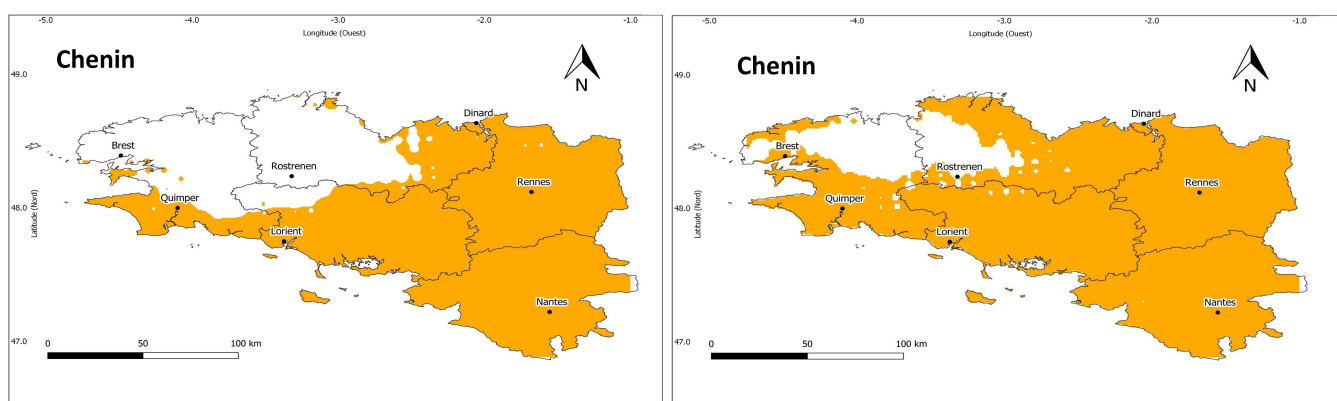 -5.0 -4.0 -3.0 -2.0 -1.0
Longitude (Ouest)
Chenin
N
49.0
Dinard
Brest
Rostrenen
Rennes
Latitude (Nord)
48.0
Quimper
Lorient
Nantes
47.0
0 50 100 km
-5.0 -4.0 -3.0 -2.0 -1.0
Longitude (Ouest)
Chenin
N
49.0
Dinard
Brest
Rostrenen
Rennes
Latitude (Nord)
48.0
Quimper
Lorient
Nantes
47.0
0 50 100 km